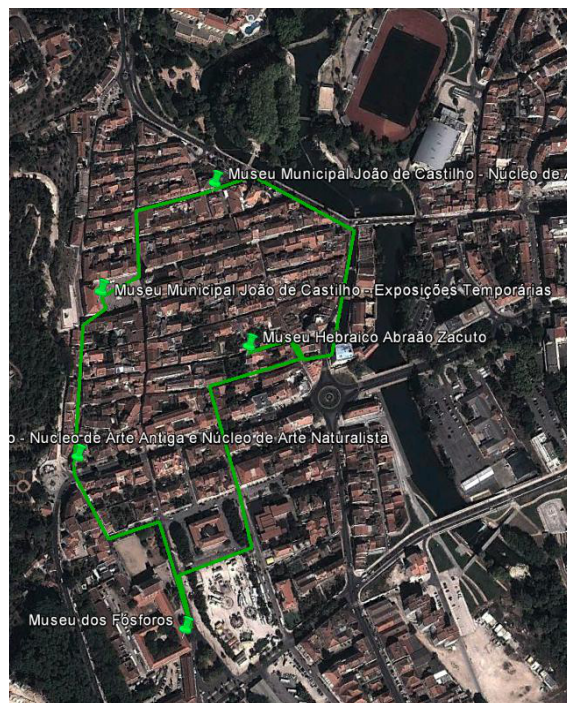 Museu Municipal João de Castilho - Núcleo de A
Museu Municipal João de Castilho - Exposições Temporárias
Museu Hebraico Abraão Zacuto
o - Núcleo de Arte Antiga e Núcleo de Arte Naturalista
Museu dos Fósforos